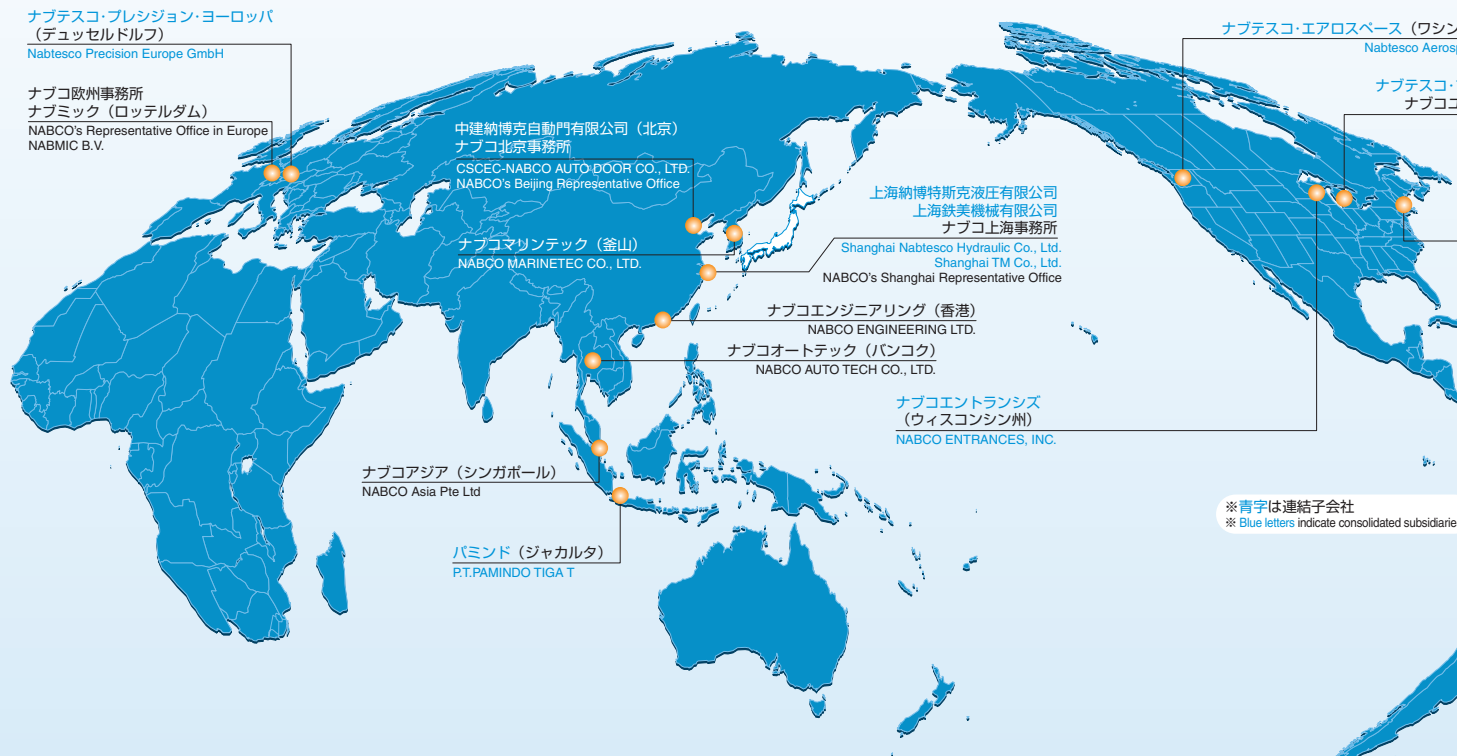 ナブテスコ・プレシジョン・ヨーロッパ
（デュッセルドルフ）
Nabtesco Precision Europe GmbH
ナブコ欧州事務所
ナブミック（ロッテルダム）
NABCO's Representative Office in Europe
NABMIC B.V.
中建納博克自動門有限公司（北京）
ナブコ北京事務所
CSCEC-NABCO AUTO DOOR CO., LTD.
NABCO's Beijing Representative Office
ナブコマリンテック（釜山）
NABCO MARINETEC CO., LTD.
上海納博特斯克液圧有限公司
上海鉄美機械有限公司
ナブコ上海事務所
Shanghai Nabtesco Hydraulic Co., Ltd.
Shanghai TM Co., Ltd.
NABCO's Shanghai Representative Office
ナブコエンジニアリング（香港）
NABCO ENGINEERING LTD.
ナブコオートテック（バンコク）
NABCO AUTO TECH CO., LTD.
ナブコエントランシズ
（ウィスコンシン州）
NABCO ENTRANCES, INC.
ナブコアジア（シンガポール）
NABCO Asia Pte Ltd
パミンド（ジャカルタ）
P.T.PAMINDO TIGA T
ナブテスコ・エアロスペース（ワシン
Nabtesco Aerosp
ナブテスコ・
ナブコエ
※青字は連結子会社
※ Blue letters indicate consolidated subsidiarie